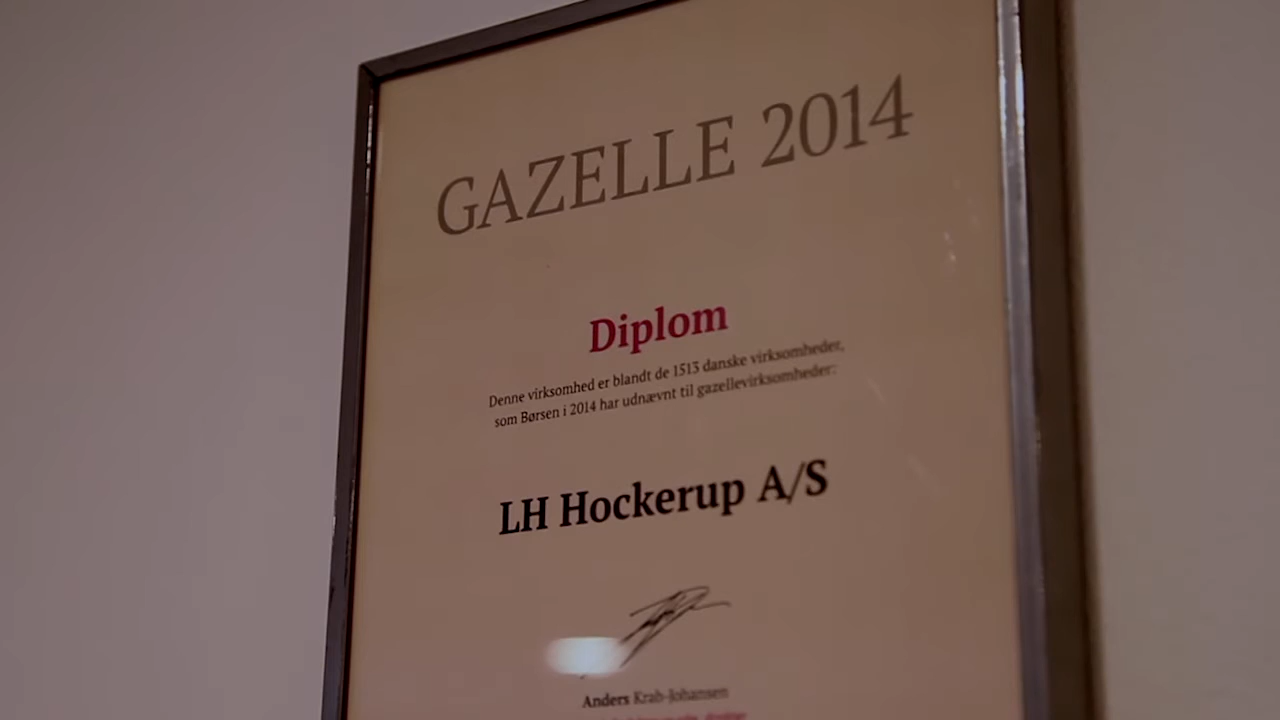 GAZELLE 2014
Diplom
Denne virksomhed er blandt de 1513 danske virksomheder,
som Børsen i 2014 har udnævnt til gazellevirksomheder:
LH Hockerup A/S
Anders Krab-Johansen